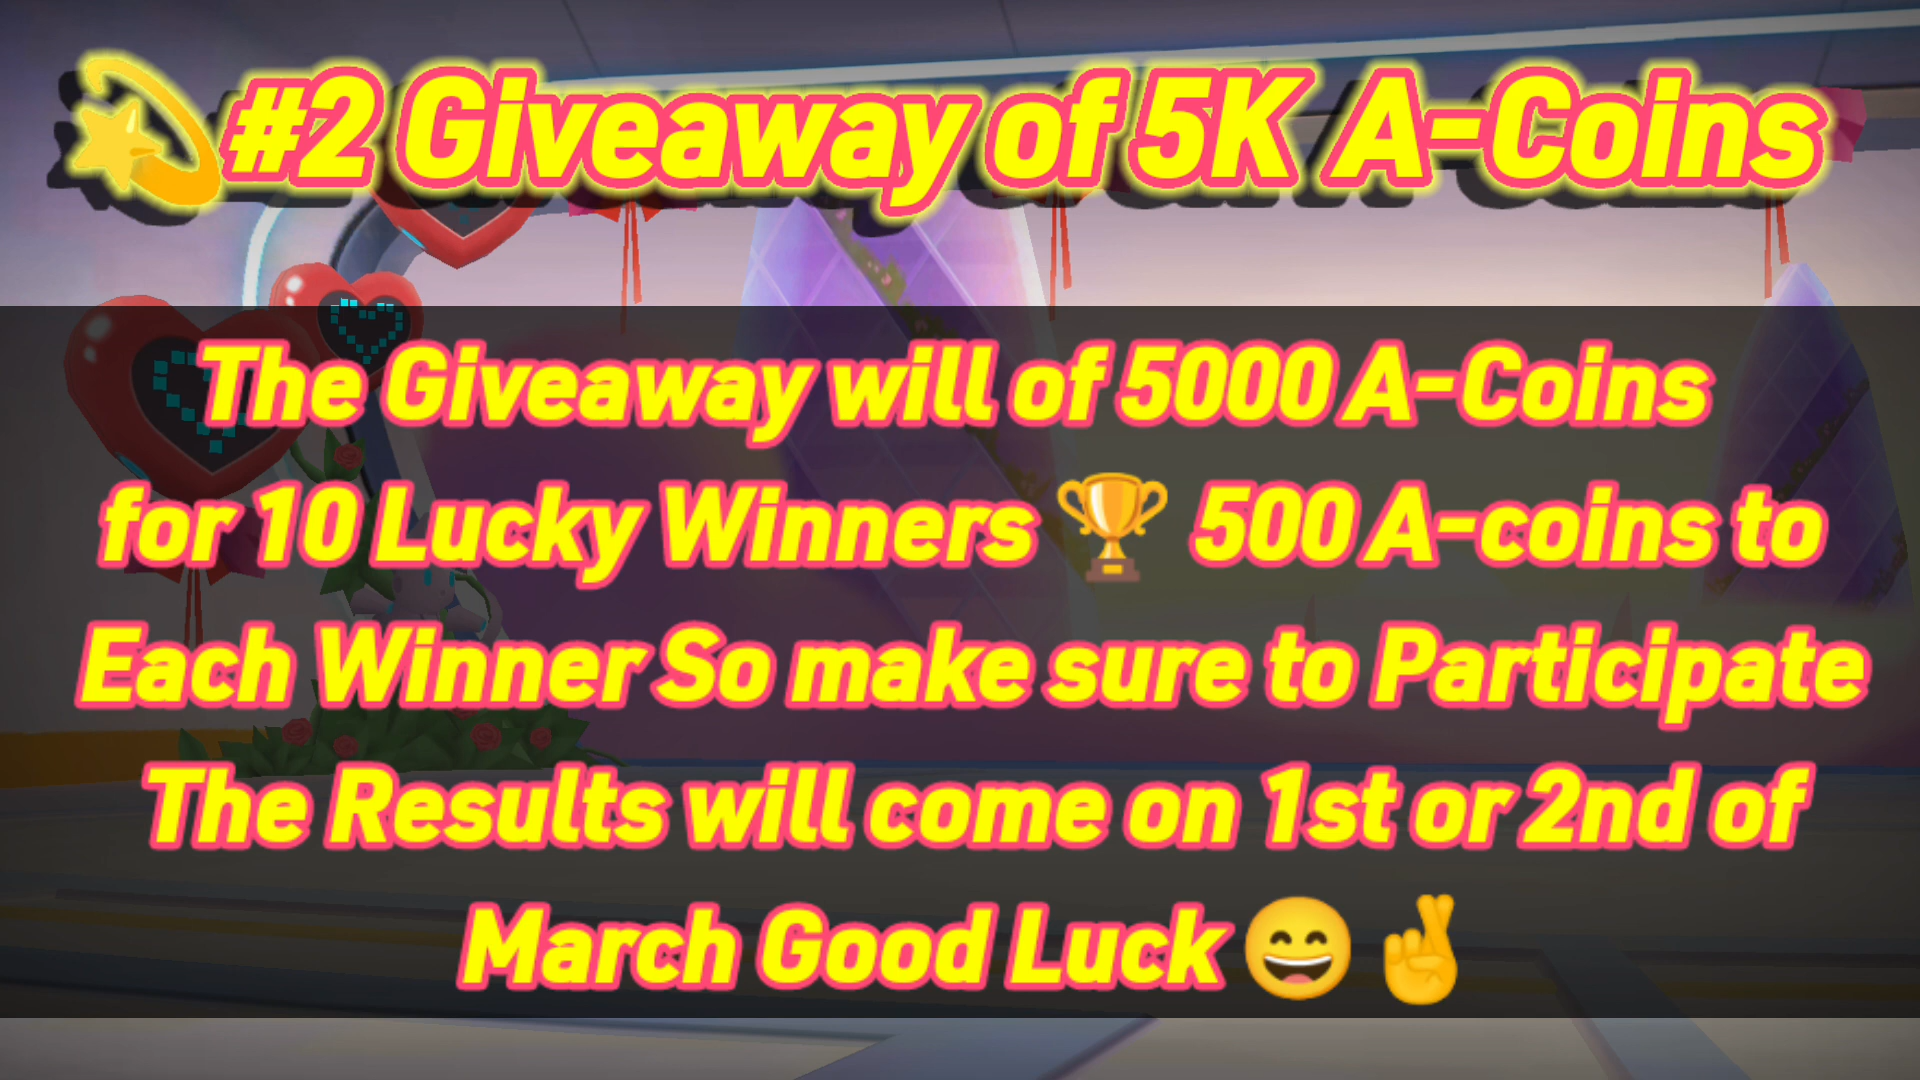 💫#2 Giveaway of 5K A-Coins
The Giveaway will of 5000 A-Coins
for 10 Lucky Winners 🏆 500 A-coins to
Each Winner So make sure to Participate
The Results will come on 1st or 2nd of
March Good Luck 😄🤞